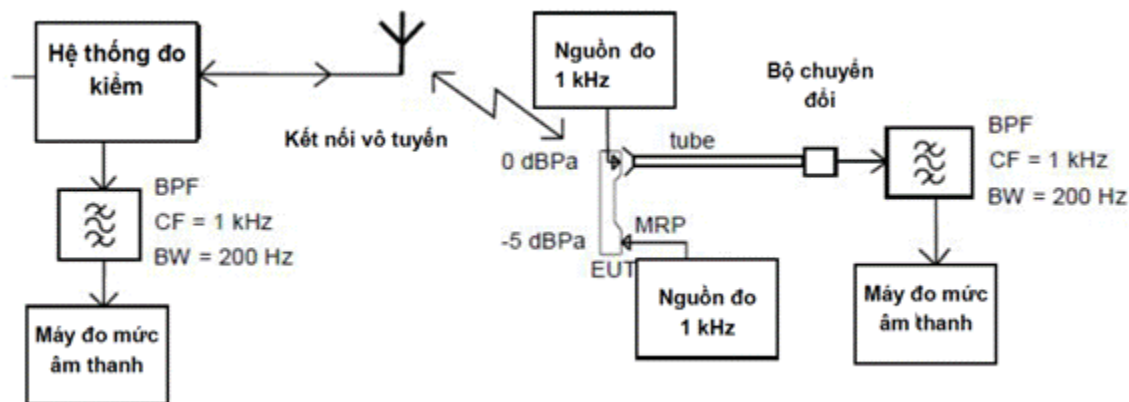 Hệ thống đo
kiểm
Kết nối vô tuyến
BPF
CF = 1 kHz
BW = 200 Hz
Máy đo mức
âm thanh
Nguồn đo
1 kHz
0 dBPa
tube
-5 dBPa
MRP
EUT
Nguồn đo
1 kHz
Bộ chuyển
đổi
BPF
CF = 1 kHz
BW = 200 Hz
Máy đo mức
âm thanh